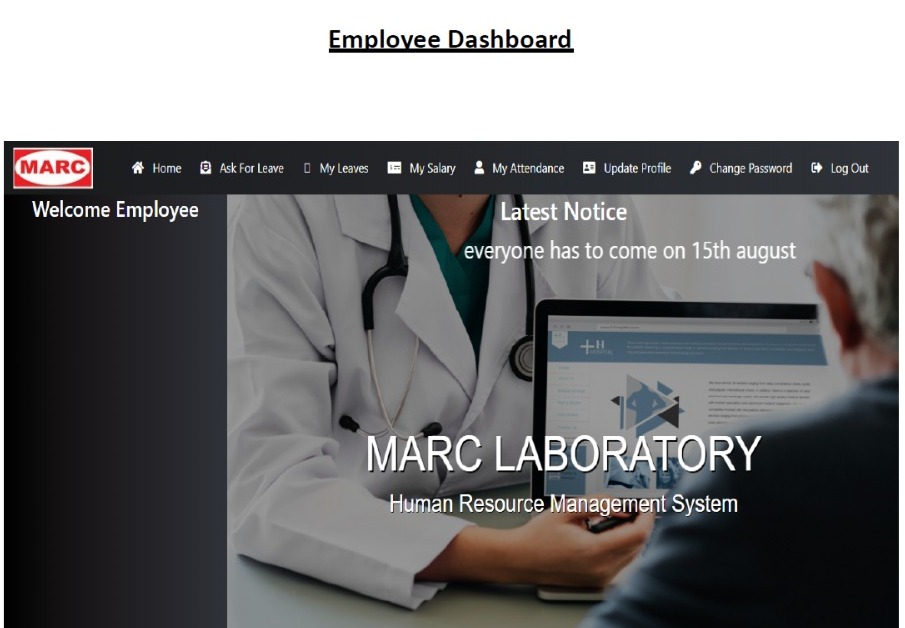 Employee Dashboard
MARC
Home Ask For Leave My Leaves My Salary My Attendance Update Profile Change Password Log Out
Welcome Employee
Latest Notice
everyone has to come on 15th august
+H
HOSPITAL
MARC LABORATORY
Human Resource Management System